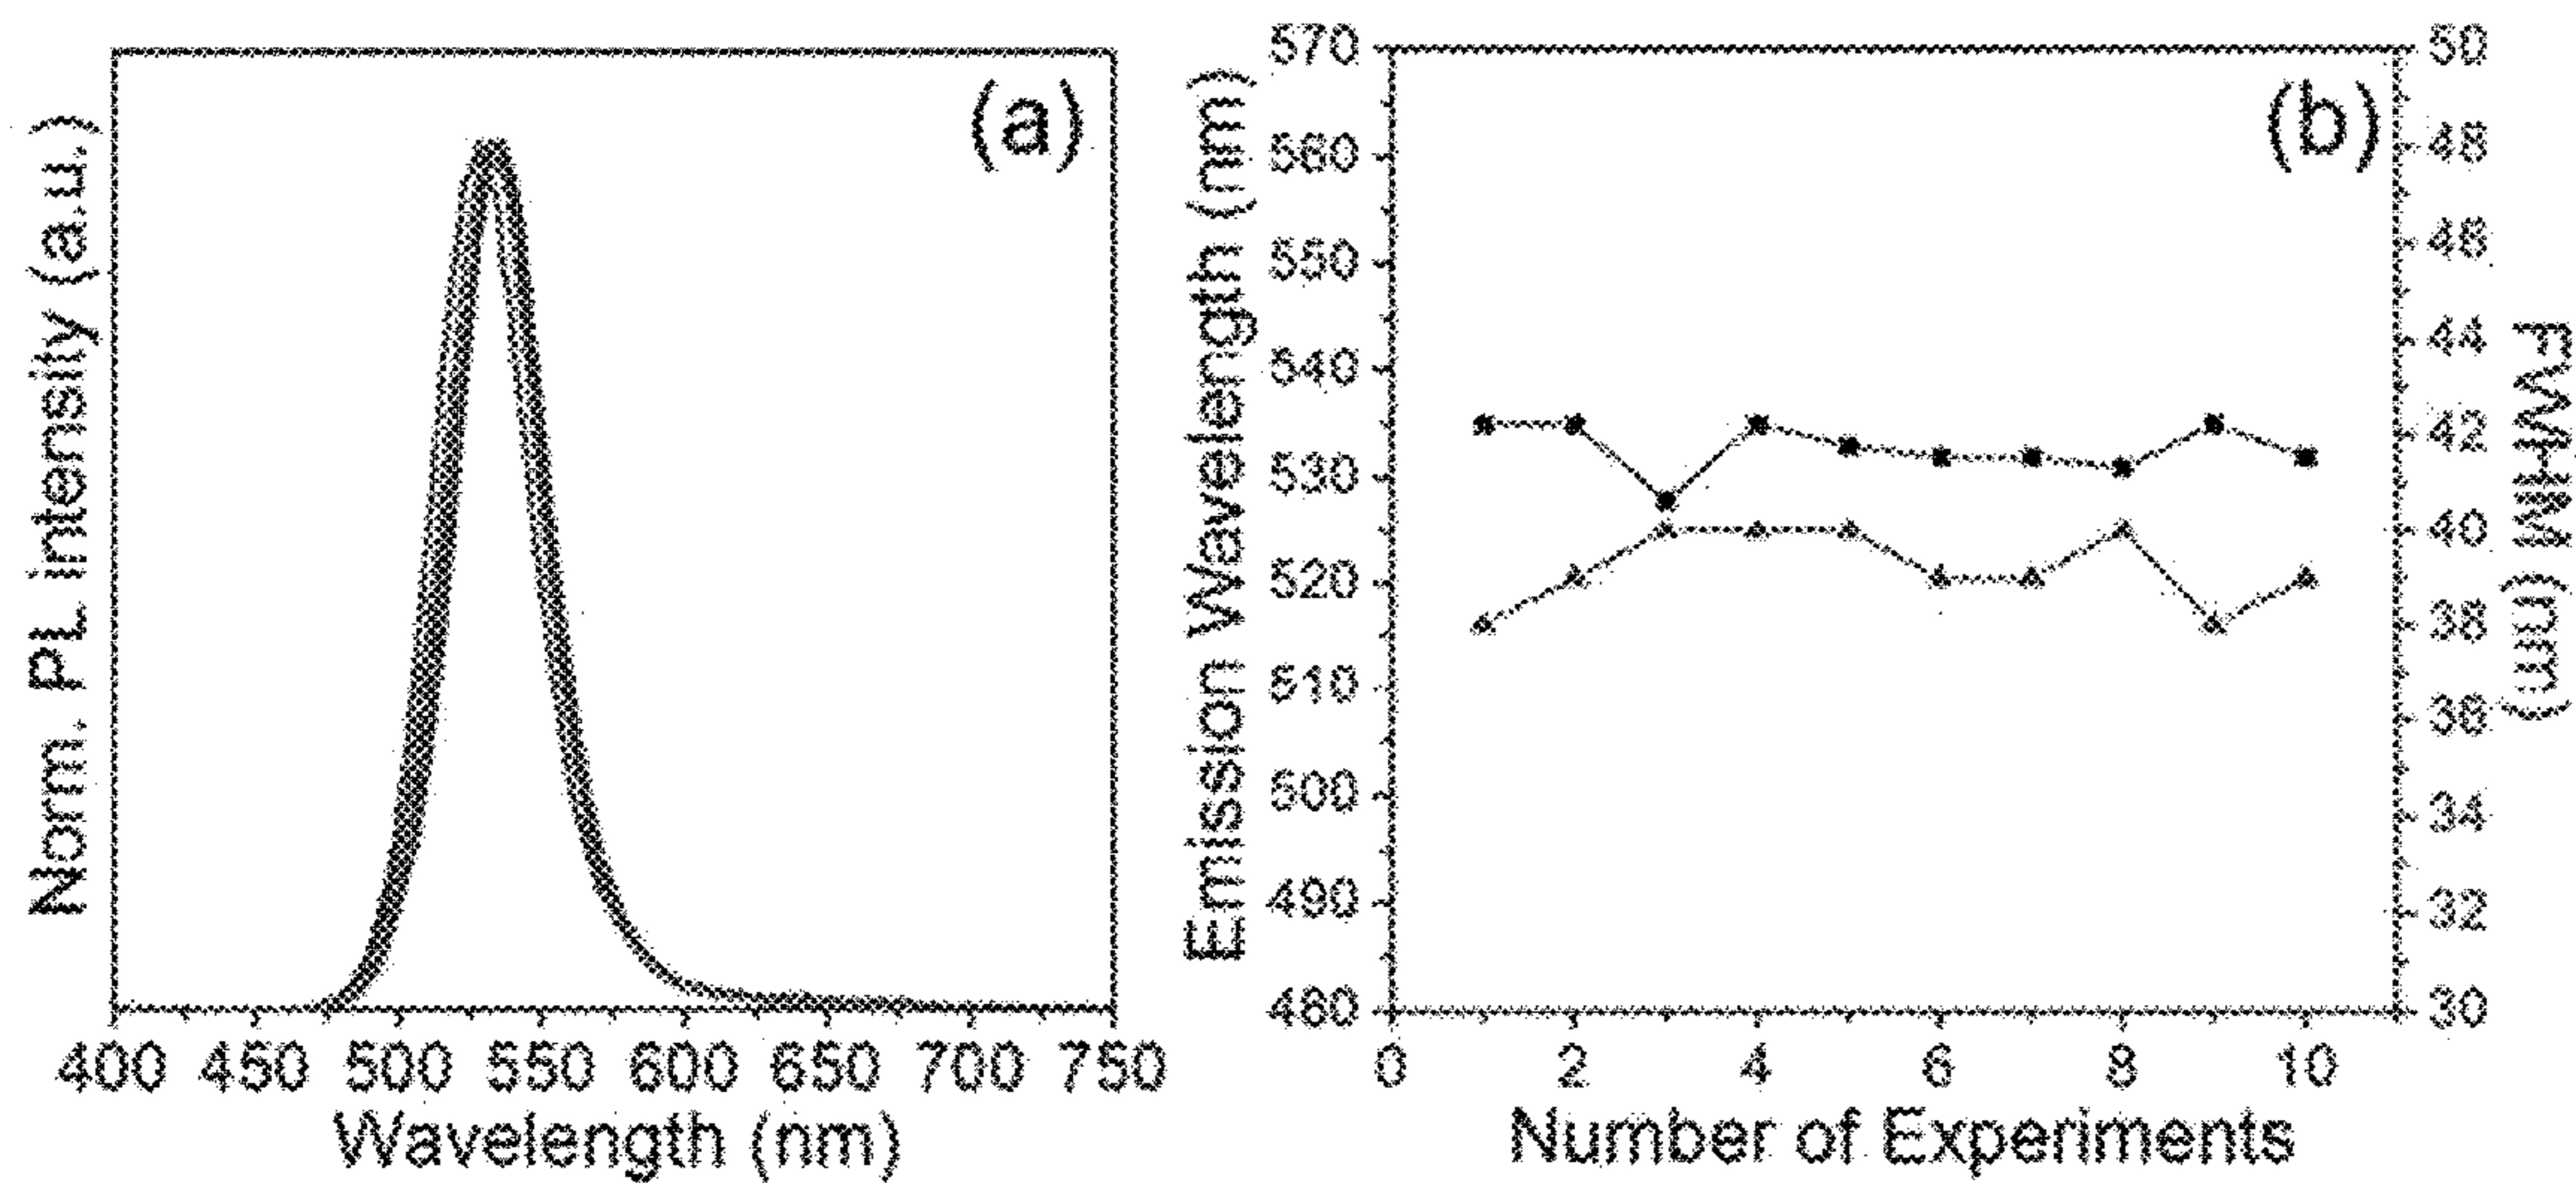 (a)
Norm. PL intensity (a.u.)
400 450 500 550 600 650 700 750
Wavelength (nm)
(b)
Emission Wavelength (nm)
570
560
550
540
530
520
510
500
490
480
50
48
46
44
42
40
38
36
34
32
30
FWHM (nm)
0 2 4 6 8 10
Number of Experiments